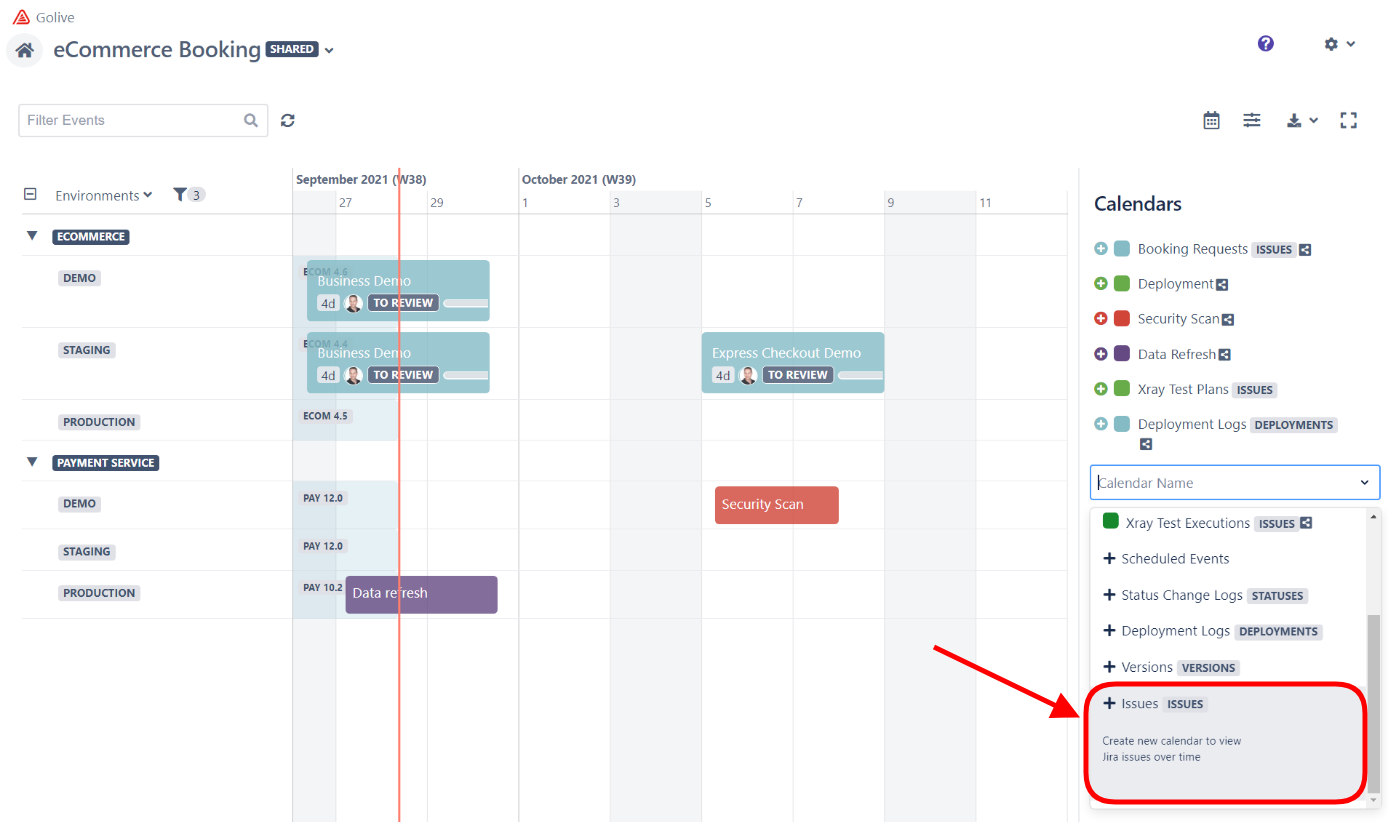 Golive
eCommerce Booking SHARED
Filter Events
Environments 3
September 2021 (W38)
October 2021 (W39)
27 29 1 3 5 7 9 11
ECOMMERCE
DEMO
ECOM 4.6
Business Demo
4d TO REVIEW
STAGING
ECOM 4.4
Business Demo
4d TO REVIEW
Express Checkout Demo
4d TO REVIEW
PRODUCTION
ECOM 4.5
PAYMENT SERVICE
DEMO
PAY 12.0
Security Scan
STAGING
PAY 12.0
PRODUCTION
PAY 10.2
Data refresh
Calendars
Booking Requests ISSUES
Deployment
Security Scan
Data Refresh
Xray Test Plans ISSUES
Deployment Logs DEPLOYMENTS
Calendar Name
Xray Test Executions ISSUES
Scheduled Events
Status Change Logs STATUSES
Deployment Logs DEPLOYMENTS
Versions VERSIONS
Issues ISSUES
Create new calendar to view
Jira issues over time